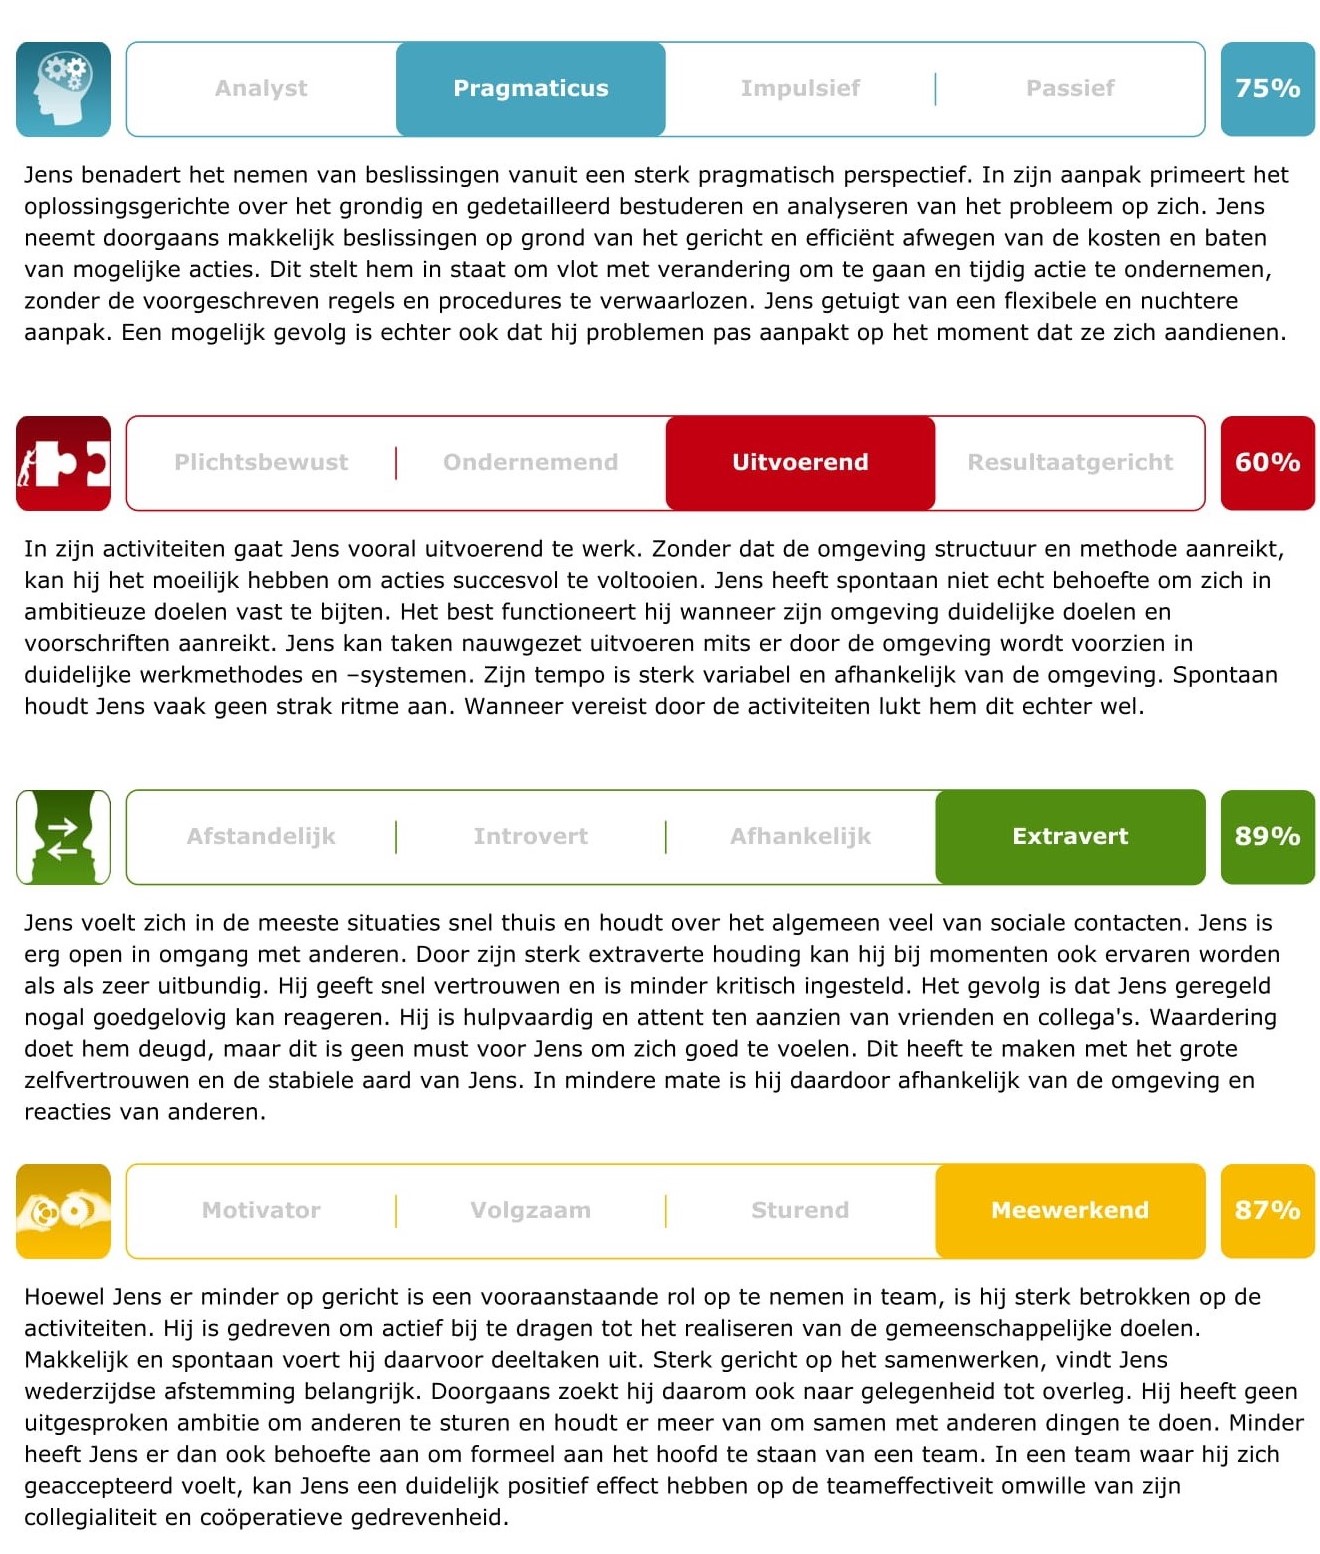 Analyst Pragmaticus Impulsief Passief 75%
Jens benadert het nemen van beslissingen vanuit een sterk pragmatisch perspectief. In zijn aanpak primeert het
oplossingsgerichte over het grondig en gedetailleerd bestuderen en analyseren van het probleem op zich. Jens
neemt doorgaans makkelijk beslissingen op grond van het gericht en efficiënt afwegen van de kosten en baten
van mogelijke acties. Dit stelt hem in staat om vlot met verandering om te gaan en tijdig actie te ondernemen,
zonder de voorgeschreven regels en procedures te verwaarlozen. Jens getuigt van een flexibele en nuchtere
aanpak. Een mogelijk gevolg is echter ook dat hij problemen pas aanpakt op het moment dat ze zich aandienen.
Plichtsbewust Ondernemend Uitvoerend Resultaatgericht 60%
In zijn activiteiten gaat Jens vooral uitvoerend te werk. Zonder dat de omgeving structuur en methode aanreikt,
kan hij het moeilijk hebben om acties succesvol te voltooien. Jens heeft spontaan niet echt behoefte om zich in
ambitieuze doelen vast te bijten. Het best functioneert hij wanneer zijn omgeving duidelijke doelen en
voorschriften aanreikt. Jens kan taken nauwgezet uitvoeren mits er door de omgeving wordt voorzien in
duidelijke werkmethodes en –systemen. Zijn tempo is sterk variabel en afhankelijk van de omgeving. Spontaan
houdt Jens vaak geen strak ritme aan. Wanneer vereist door de activiteiten lukt hem dit echter wel.
Afstandelijk Introvert Afhankelijk Extravert 89%
Jens voelt zich in de meeste situaties snel thuis en houdt over het algemeen veel van sociale contacten. Jens is
erg open in omgang met anderen. Door zijn sterk extraverte houding kan hij bij momenten ook ervaren worden
als als zeer uitbundig. Hij geeft snel vertrouwen en is minder kritisch ingesteld. Het gevolg is dat Jens geregeld
nogal goedgelovig kan reageren. Hij is hulpvaardig en attent ten aanzien van vrienden en collega's. Waardering
doet hem deugd, maar dit is geen must voor Jens om zich goed te voelen. Dit heeft te maken met het grote
zelfvertrouwen en de stabiele aard van Jens. In mindere mate is hij daardoor afhankelijk van de omgeving en
reacties van anderen.
Motivator Volgzaam Sturend Meewerkend 87%
Hoewel Jens er minder op gericht is een vooraanstaande rol op te nemen in team, is hij sterk betrokken op de
activiteiten. Hij is gedreven om actief bij te dragen tot het realiseren van de gemeenschappelijke doelen.
Makkelijk en spontaan voert hij daarvoor deeltaken uit. Sterk gericht op het samenwerken, vindt Jens
wederzijdse afstemming belangrijk. Doorgaans zoekt hij daarom ook naar gelegenheid tot overleg. Hij heeft geen
uitgesproken ambitie om anderen te sturen en houdt er meer van om samen met anderen dingen te doen. Minder
heeft Jens er dan ook behoefte aan om formeel aan het hoofd te staan van een team. In een team waar hij zich
geaccepteerd voelt, kan Jens een duidelijk positief effect hebben op de teameffectiveit omwille van zijn
collegialiteit en coöperatieve gedrevenheid.